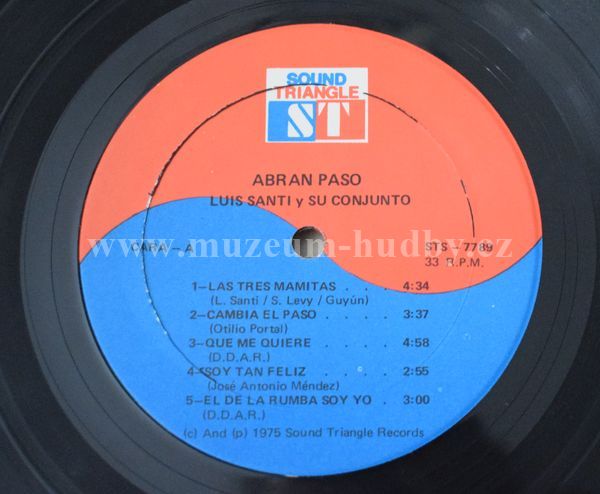 SOUND
TRIANGLE
ST
ABRAN PASO
LUIS SANTI y SU CONJUNTO
www.muzeum-hudby.cz
CARA – A
STS – 7789
33 R.P.M.
1–LAS TRES MAMITAS . . . . 4:34
(L. Santi / S. Levy / Guyún)
2–CAMBIA EL PASO . . . . 3:37
(Otilio Portal)
3–QUE ME QUIERE . . . . 4:58
(D.D.A.R.)
4–SOY TAN FELIZ . . . . 2:55
(José Antonio Méndez)
5–EL DE LA RUMBA SOY YO . 3:00
(D.D.A.R.)
(c) And (p) 1975 Sound Triangle Records